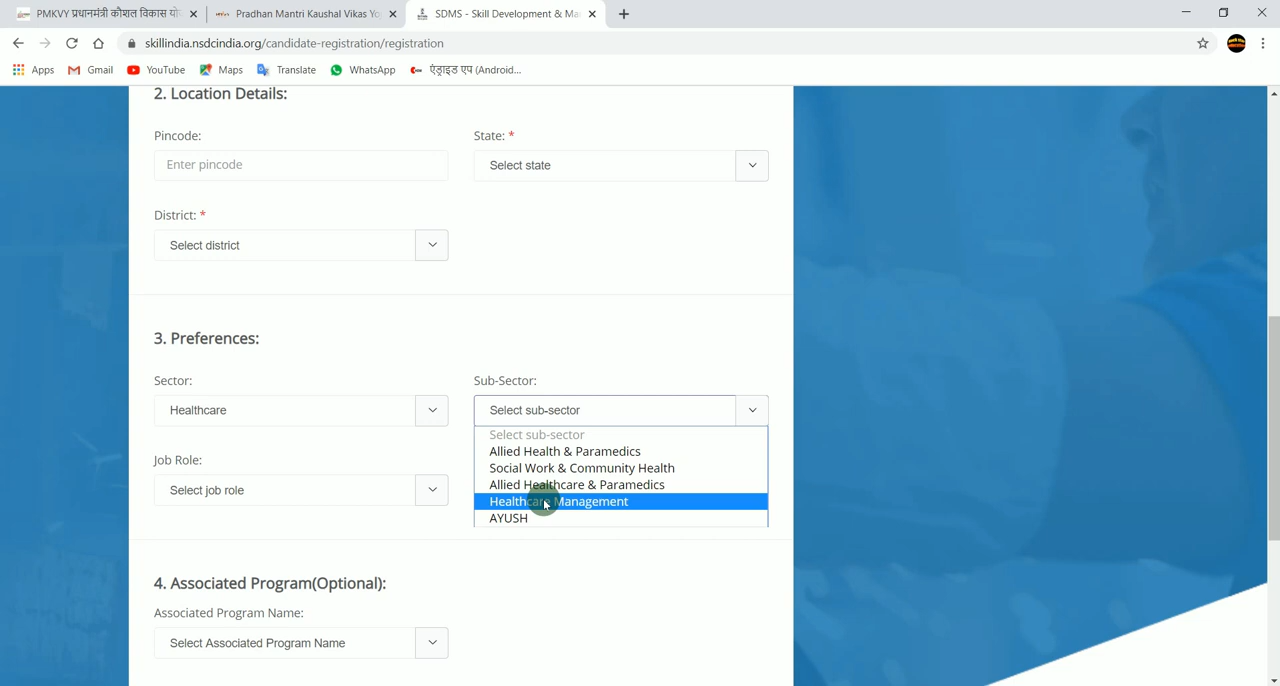 PMKVY प्रधानमंत्री कौशल विकास
Pradhan Mantri Kaushal Vikas Yo
SDMS - Skill Development & Ma
skillindia.nsdcindia.org/candidate-registration/registration
Apps
Gmail
YouTube
Maps
Translate
WhatsApp
एंड्राइड एप (Android...
2. Location Details:
Pincode:
State: *
Enter pincode
Select state
District: *
Select district
3. Preferences:
Sector:
Sub-Sector:
Healthcare
Select sub-sector
Select sub-sector
Allied Health & Paramedics
Job Role:
Social Work & Community Health
Allied Healthcare & Paramedics
Select job role
Healthcare Management
AYUSH
4. Associated Program(Optional):
Associated Program Name:
Select Associated Program Name